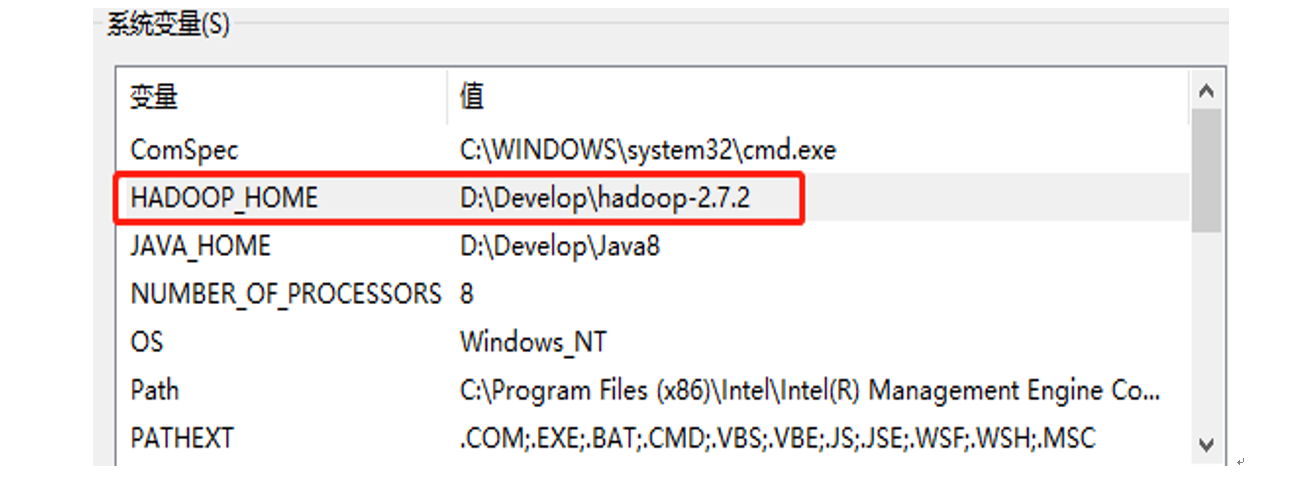 系统变量(S)
变量 值
ComSpec C:\WINDOWS\system32\cmd.exe
HADOOP_HOME D:\Develop\hadoop-2.7.2
JAVA_HOME D:\Develop\Java8
NUMBER_OF_PROCESSORS 8
OS Windows_NT
Path C:\Program Files (x86)\Intel\Intel(R) Management Engine Co...
PATHEXT .COM;.EXE;.BAT;.CMD;.VBS;.VBE;.JS;.JSE;.WSF;.WSH;.MSC